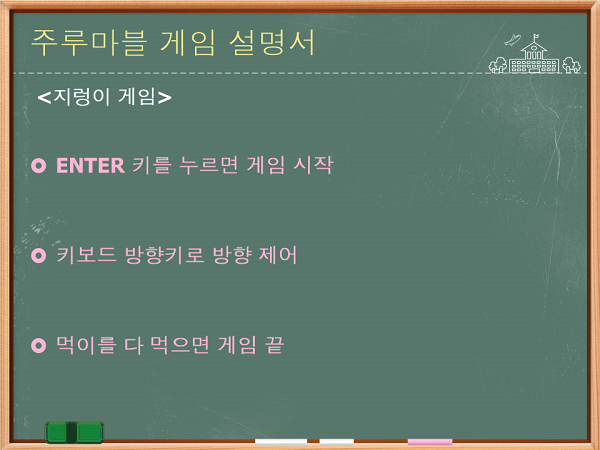 주루마블 게임 설명서
<지렁이 게임>
ENTER 키를 누르면 게임 시작
키보드 방향키로 방향 제어
먹이를 다 먹으면 게임 끝